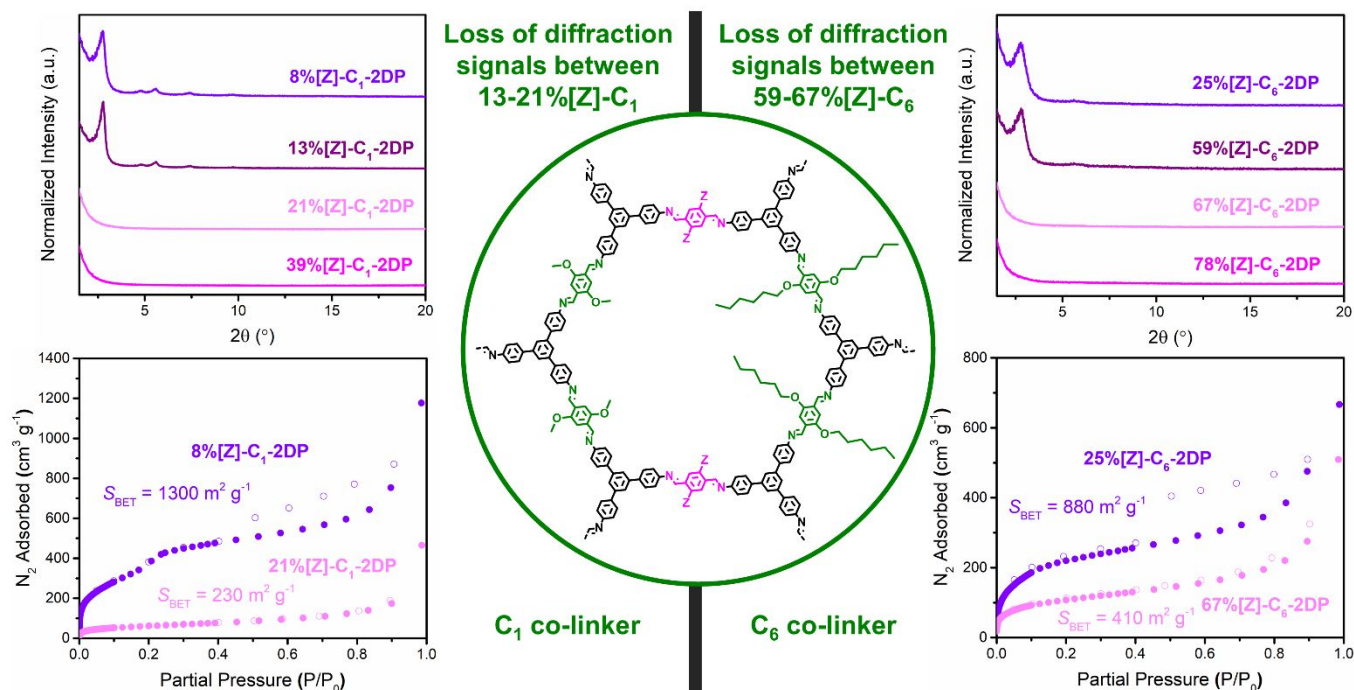 Normalized Intensity (a.u.)
8%[Z]-C₁-2DP
13%[Z]-C₁-2DP
21%[Z]-C₁-2DP
39%[Z]-C₁-2DP
5 10 15 20
2θ (°)
Loss of diffraction
signals between
13-21%[Z]-C₁
Loss of diffraction
signals between
59-67%[Z]-C₆
Normalized Intensity (a.u.)
25%[Z]-C₆-2DP
59%[Z]-C₆-2DP
67%[Z]-C₆-2DP
78%[Z]-C₆-2DP
5 10 15 20
2θ (°)
N₂ Adsorbed (cm³ g⁻¹)
1400
1200
1000
800
600
400
200
0
8%[Z]-C₁-2DP
S_BET = 1300 m² g⁻¹
21%[Z]-C₁-2DP
S_BET = 230 m² g⁻¹
0.0 0.2 0.4 0.6 0.8 1.0
Partial Pressure (P/P₀)
N Z N
N Z N
O O
O O
O O
O O
N N N N
N N N N
N Z N
N Z N
C₁ co-linker
C₆ co-linker
N₂ Adsorbed (cm³ g⁻¹)
800
600
400
200
0
25%[Z]-C₆-2DP
S_BET = 880 m² g⁻¹
S_BET = 410 m² g⁻¹
67%[Z]-C₆-2DP
0.0 0.2 0.4 0.6 0.8 1.0
Partial Pressure (P/P₀)